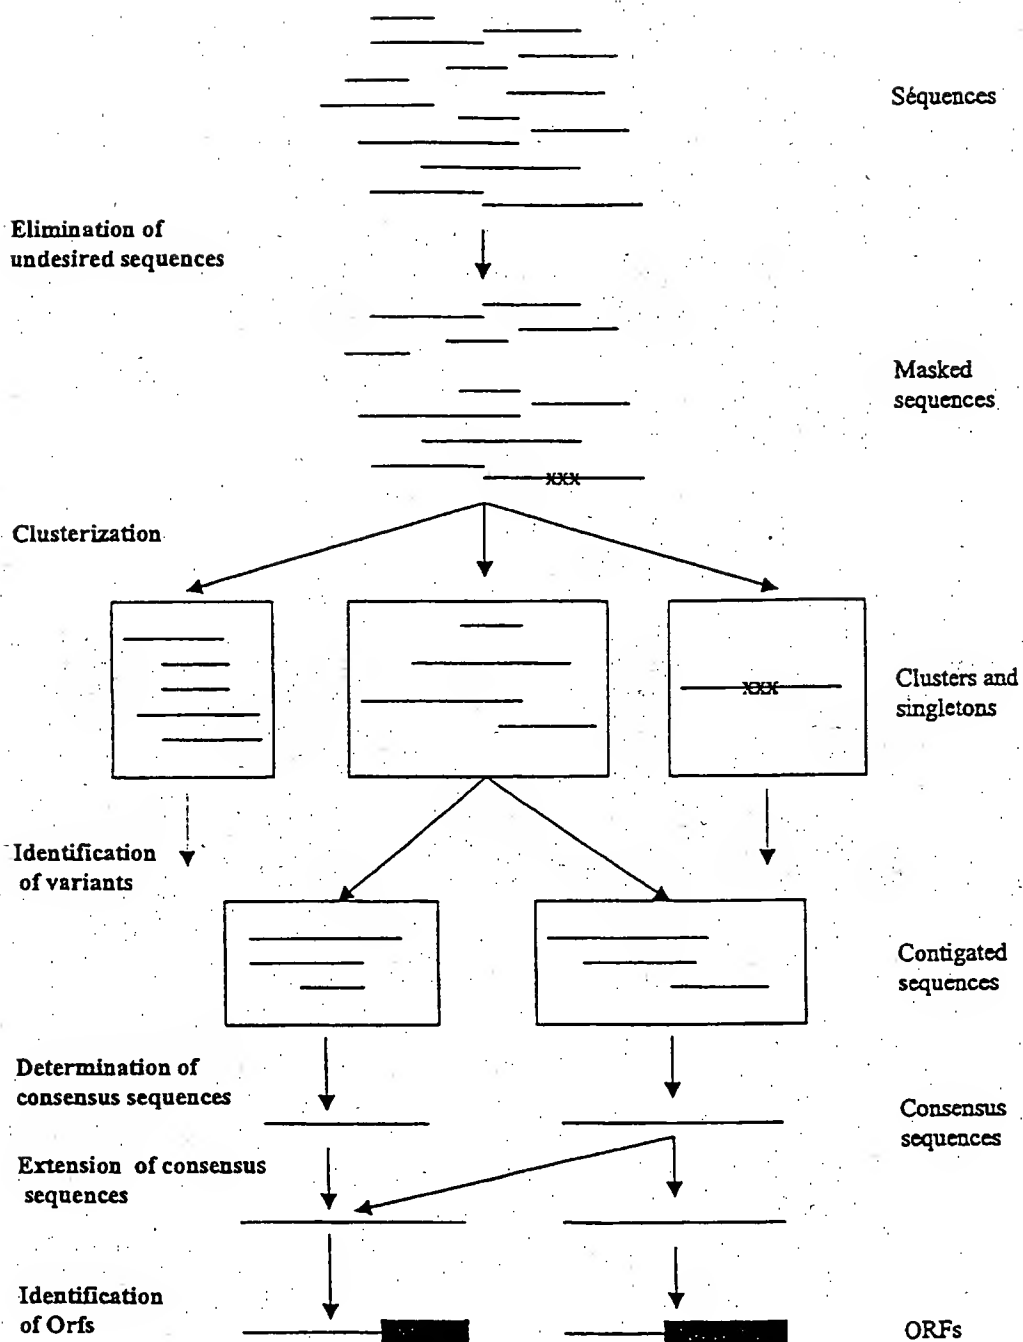 Séquences
Elimination of
undesired sequences
Masked
sequences
xxx
Clusterization
xxx
Clusters and
singletons
Identification
of variants
Contigated
sequences
Determination of
consensus sequences
Consensus
sequences
Extension of consensus
sequences
Identification
of Orfs
ORFs